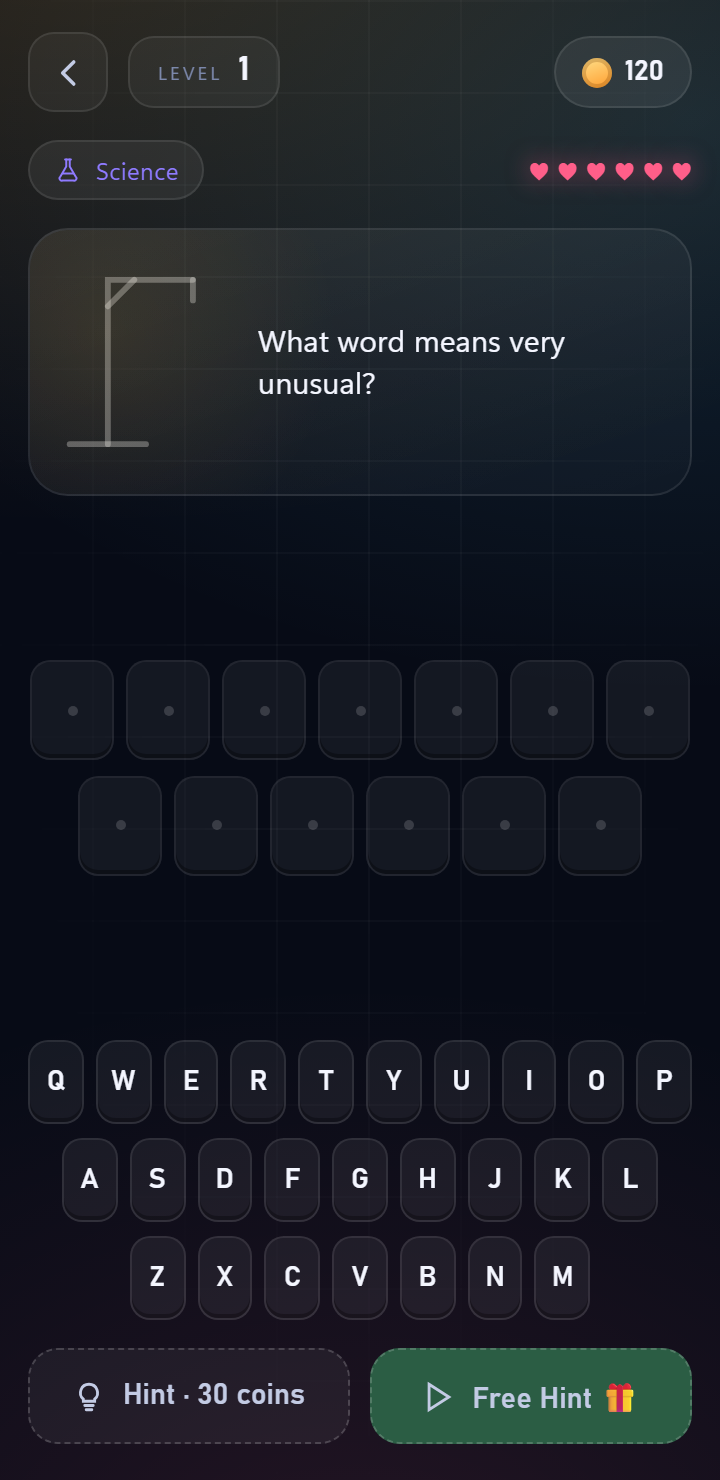 LEVEL 1
120
Science
What word means very
unusual?
Q W E R T Y U I O P
A S D F G H J K L
Z X C V B N M
Hint · 30 coins
Free Hint 🎁